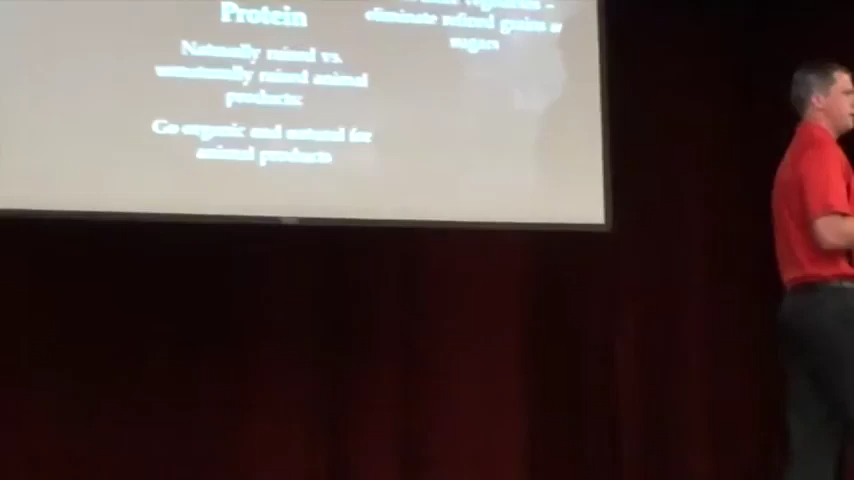 Protein
Naturally raised vs.
unnaturally raised animal
products:
Go organic and natural for
animal products
eliminate refined grains
sugars